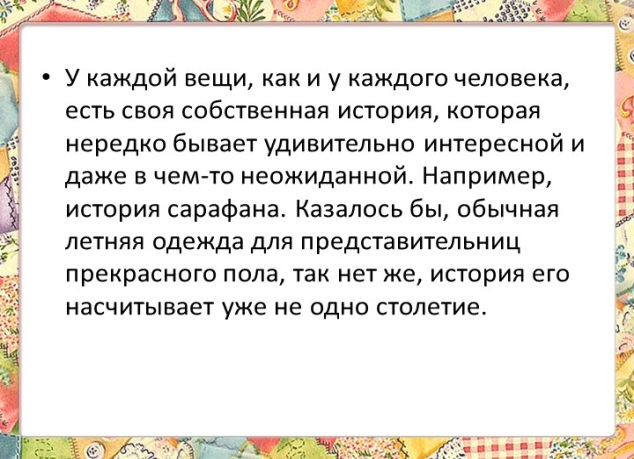 • У каждой вещи, как и у каждого человека,
есть своя собственная история, которая
нередко бывает удивительно интересной и
даже в чем-то неожиданной. Например,
история сарафана. Казалось бы, обычная
летняя одежда для представительниц
прекрасного пола, так нет же, история его
насчитывает уже не одно столетие.